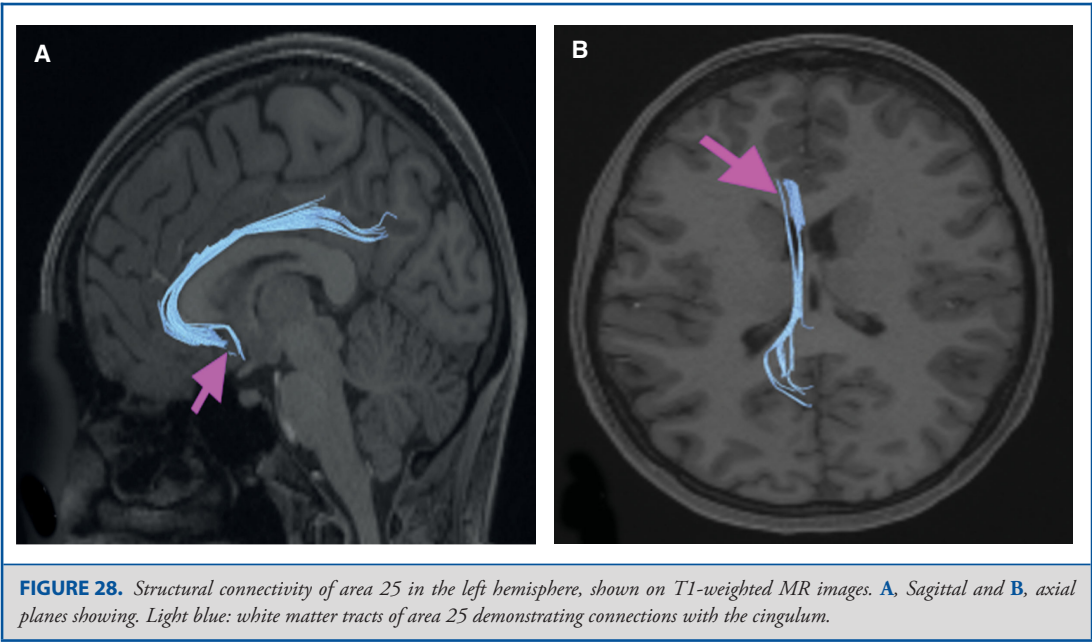 A
B
FIGURE 28. Structural connectivity of area 25 in the left hemisphere, shown on T1-weighted MR images. A, Sagittal and B, axial
planes showing. Light blue: white matter tracts of area 25 demonstrating connections with the cingulum.